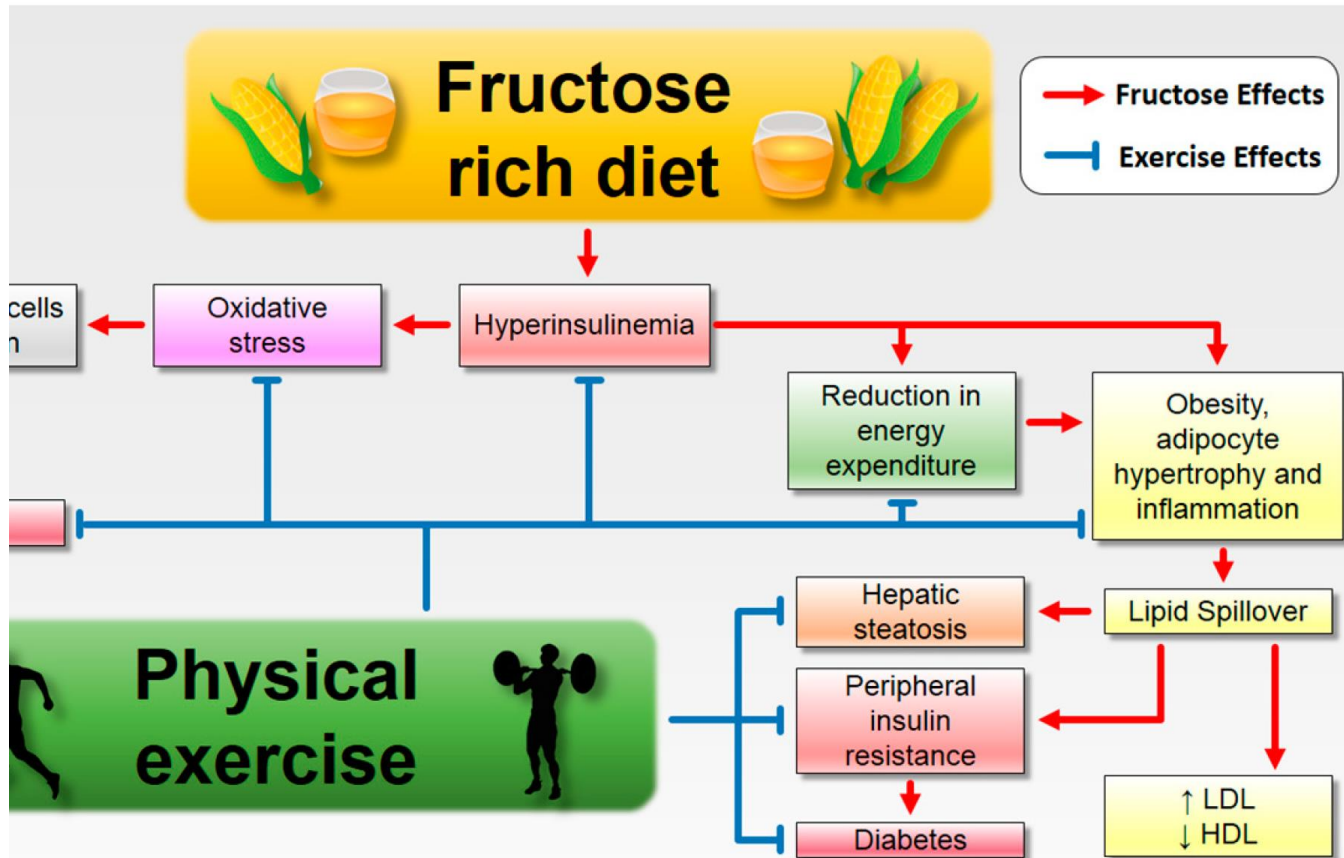 Fructose
rich diet
Fructose Effects
Exercise Effects
cells
n
Oxidative
stress
Hyperinsulinemia
Reduction in
energy
expenditure
Obesity,
adipocyte
hypertrophy and
inflammation
Hepatic
steatosis
Lipid Spillover
Physical
exercise
Peripheral
insulin
resistance
↑ LDL
↓ HDL
Diabetes